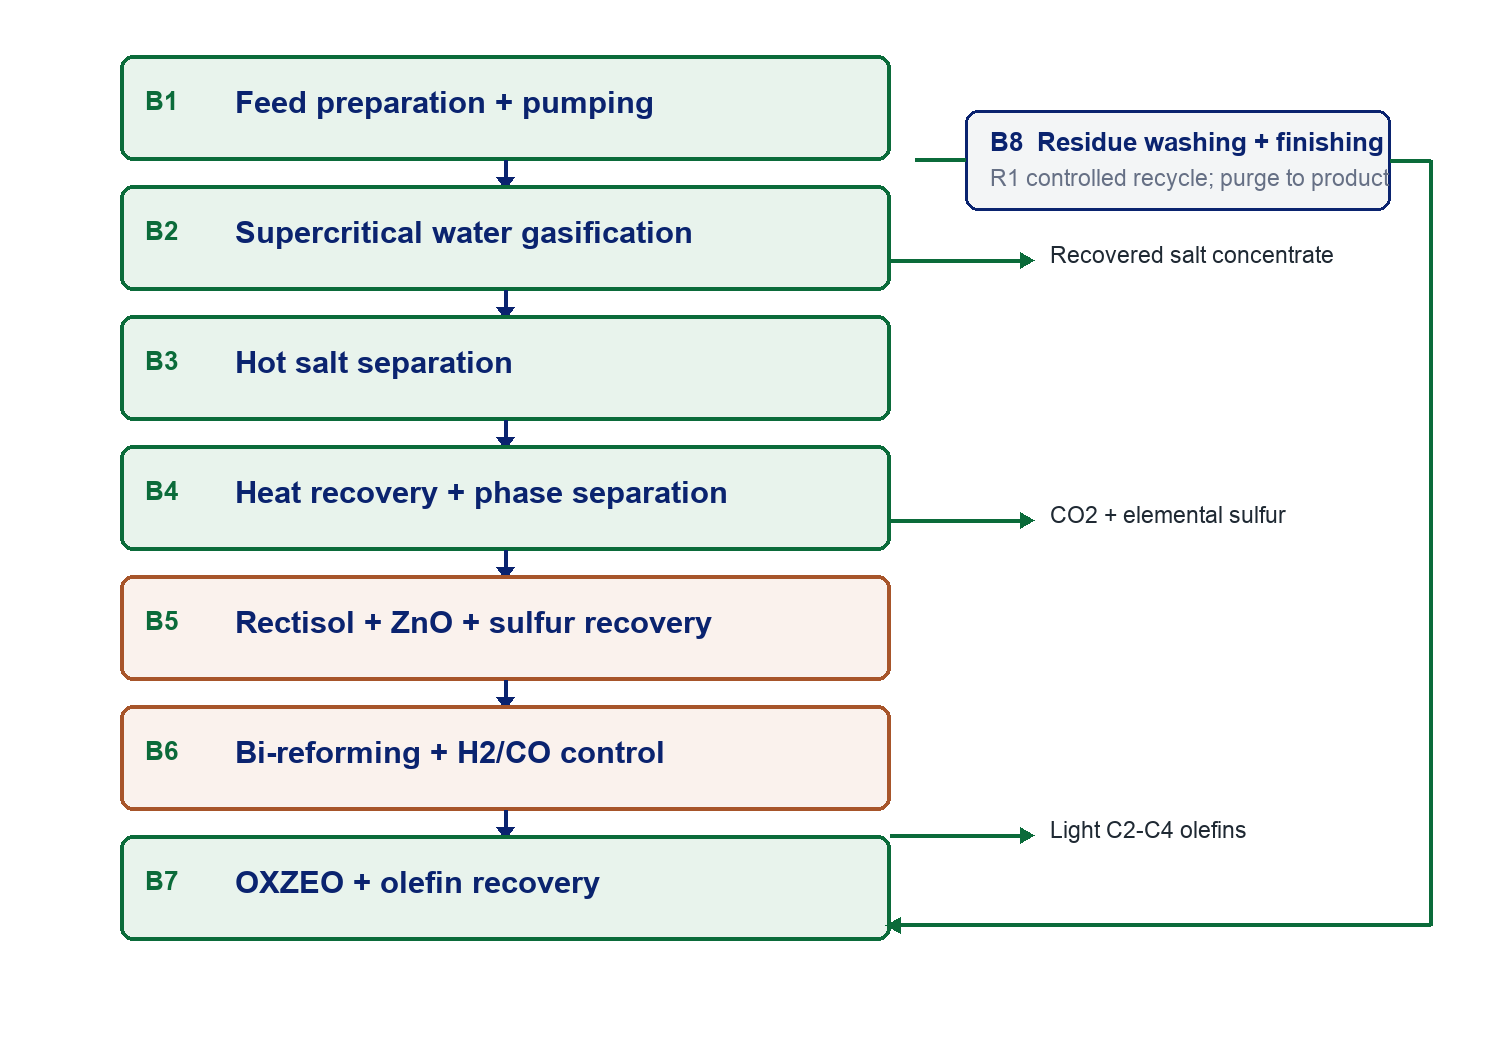 B1 Feed preparation + pumping
B8 Residue washing + finishing
R1 controlled recycle; purge to product
B2 Supercritical water gasification
Recovered salt concentrate
B3 Hot salt separation
B4 Heat recovery + phase separation
CO2 + elemental sulfur
B5 Rectisol + ZnO + sulfur recovery
B6 Bi-reforming + H2/CO control
Light C2-C4 olefins
B7 OXZEO + olefin recovery